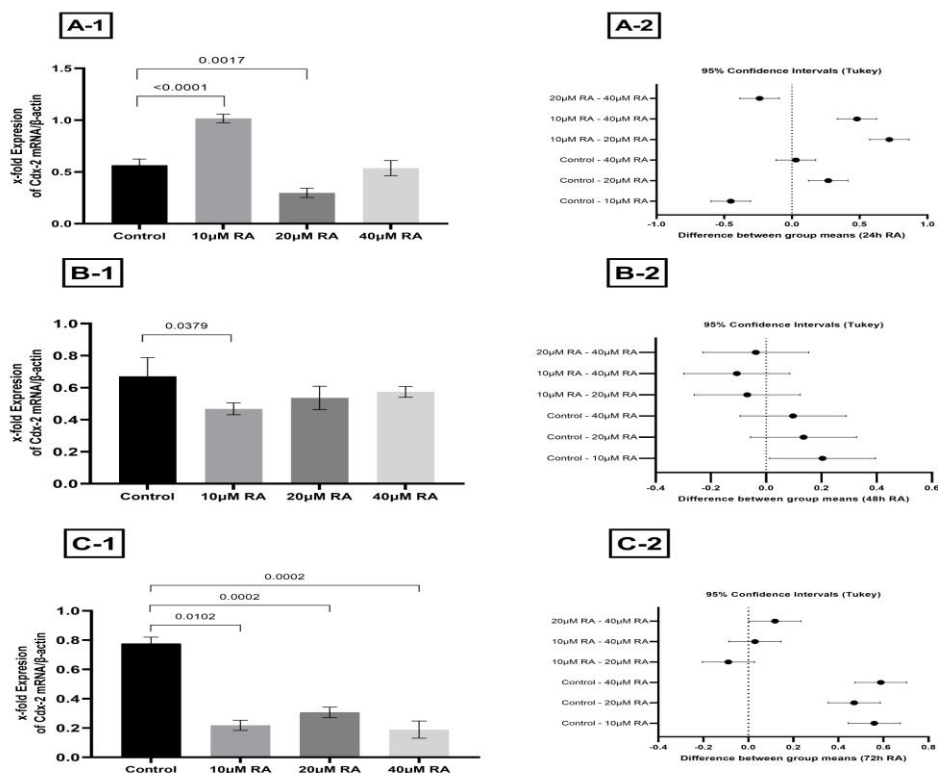 A-1
0.0017
<0.0001
1.5
1.0
0.5
0.0
x-fold Expresion
of Cdx-2 mRNA/β-actin
Control 10µM RA 20µM RA 40µM RA
A-2
95% Confidence Intervals (Tukey)
20µM RA - 40µM RA
10µM RA - 40µM RA
10µM RA - 20µM RA
Control - 40µM RA
Control - 20µM RA
Control - 10µM RA
-1.0 -0.5 0.0 0.5 1.0
Difference between group means (24h RA)
B-1
0.0379
1.0
0.8
0.6
0.4
0.2
0.0
x-fold Expresion
of Cdx-2 mRNA/β-actin
Control 10µM RA 20µM RA 40µM RA
B-2
95% Confidence Intervals (Tukey)
20µM RA - 40µM RA
10µM RA - 40µM RA
10µM RA - 20µM RA
Control - 40µM RA
Control - 20µM RA
Control - 10µM RA
-0.4 -0.2 0.0 0.2 0.4 0.6
Difference between group means (48h RA)
C-1
0.0002
0.0002
0.0102
1.0
0.8
0.6
0.4
0.2
0.0
x-fold Expresion
of Cdx-2 mRNA/β-actin
Control 10µM RA 20µM RA 40µM RA
C-2
95% Confidence Intervals (Tukey)
20µM RA - 40µM RA
10µM RA - 40µM RA
10µM RA - 20µM RA
Control - 40µM RA
Control - 20µM RA
Control - 10µM RA
-0.4 -0.2 0.0 0.2 0.4 0.6 0.8
Difference between group means (72h RA)